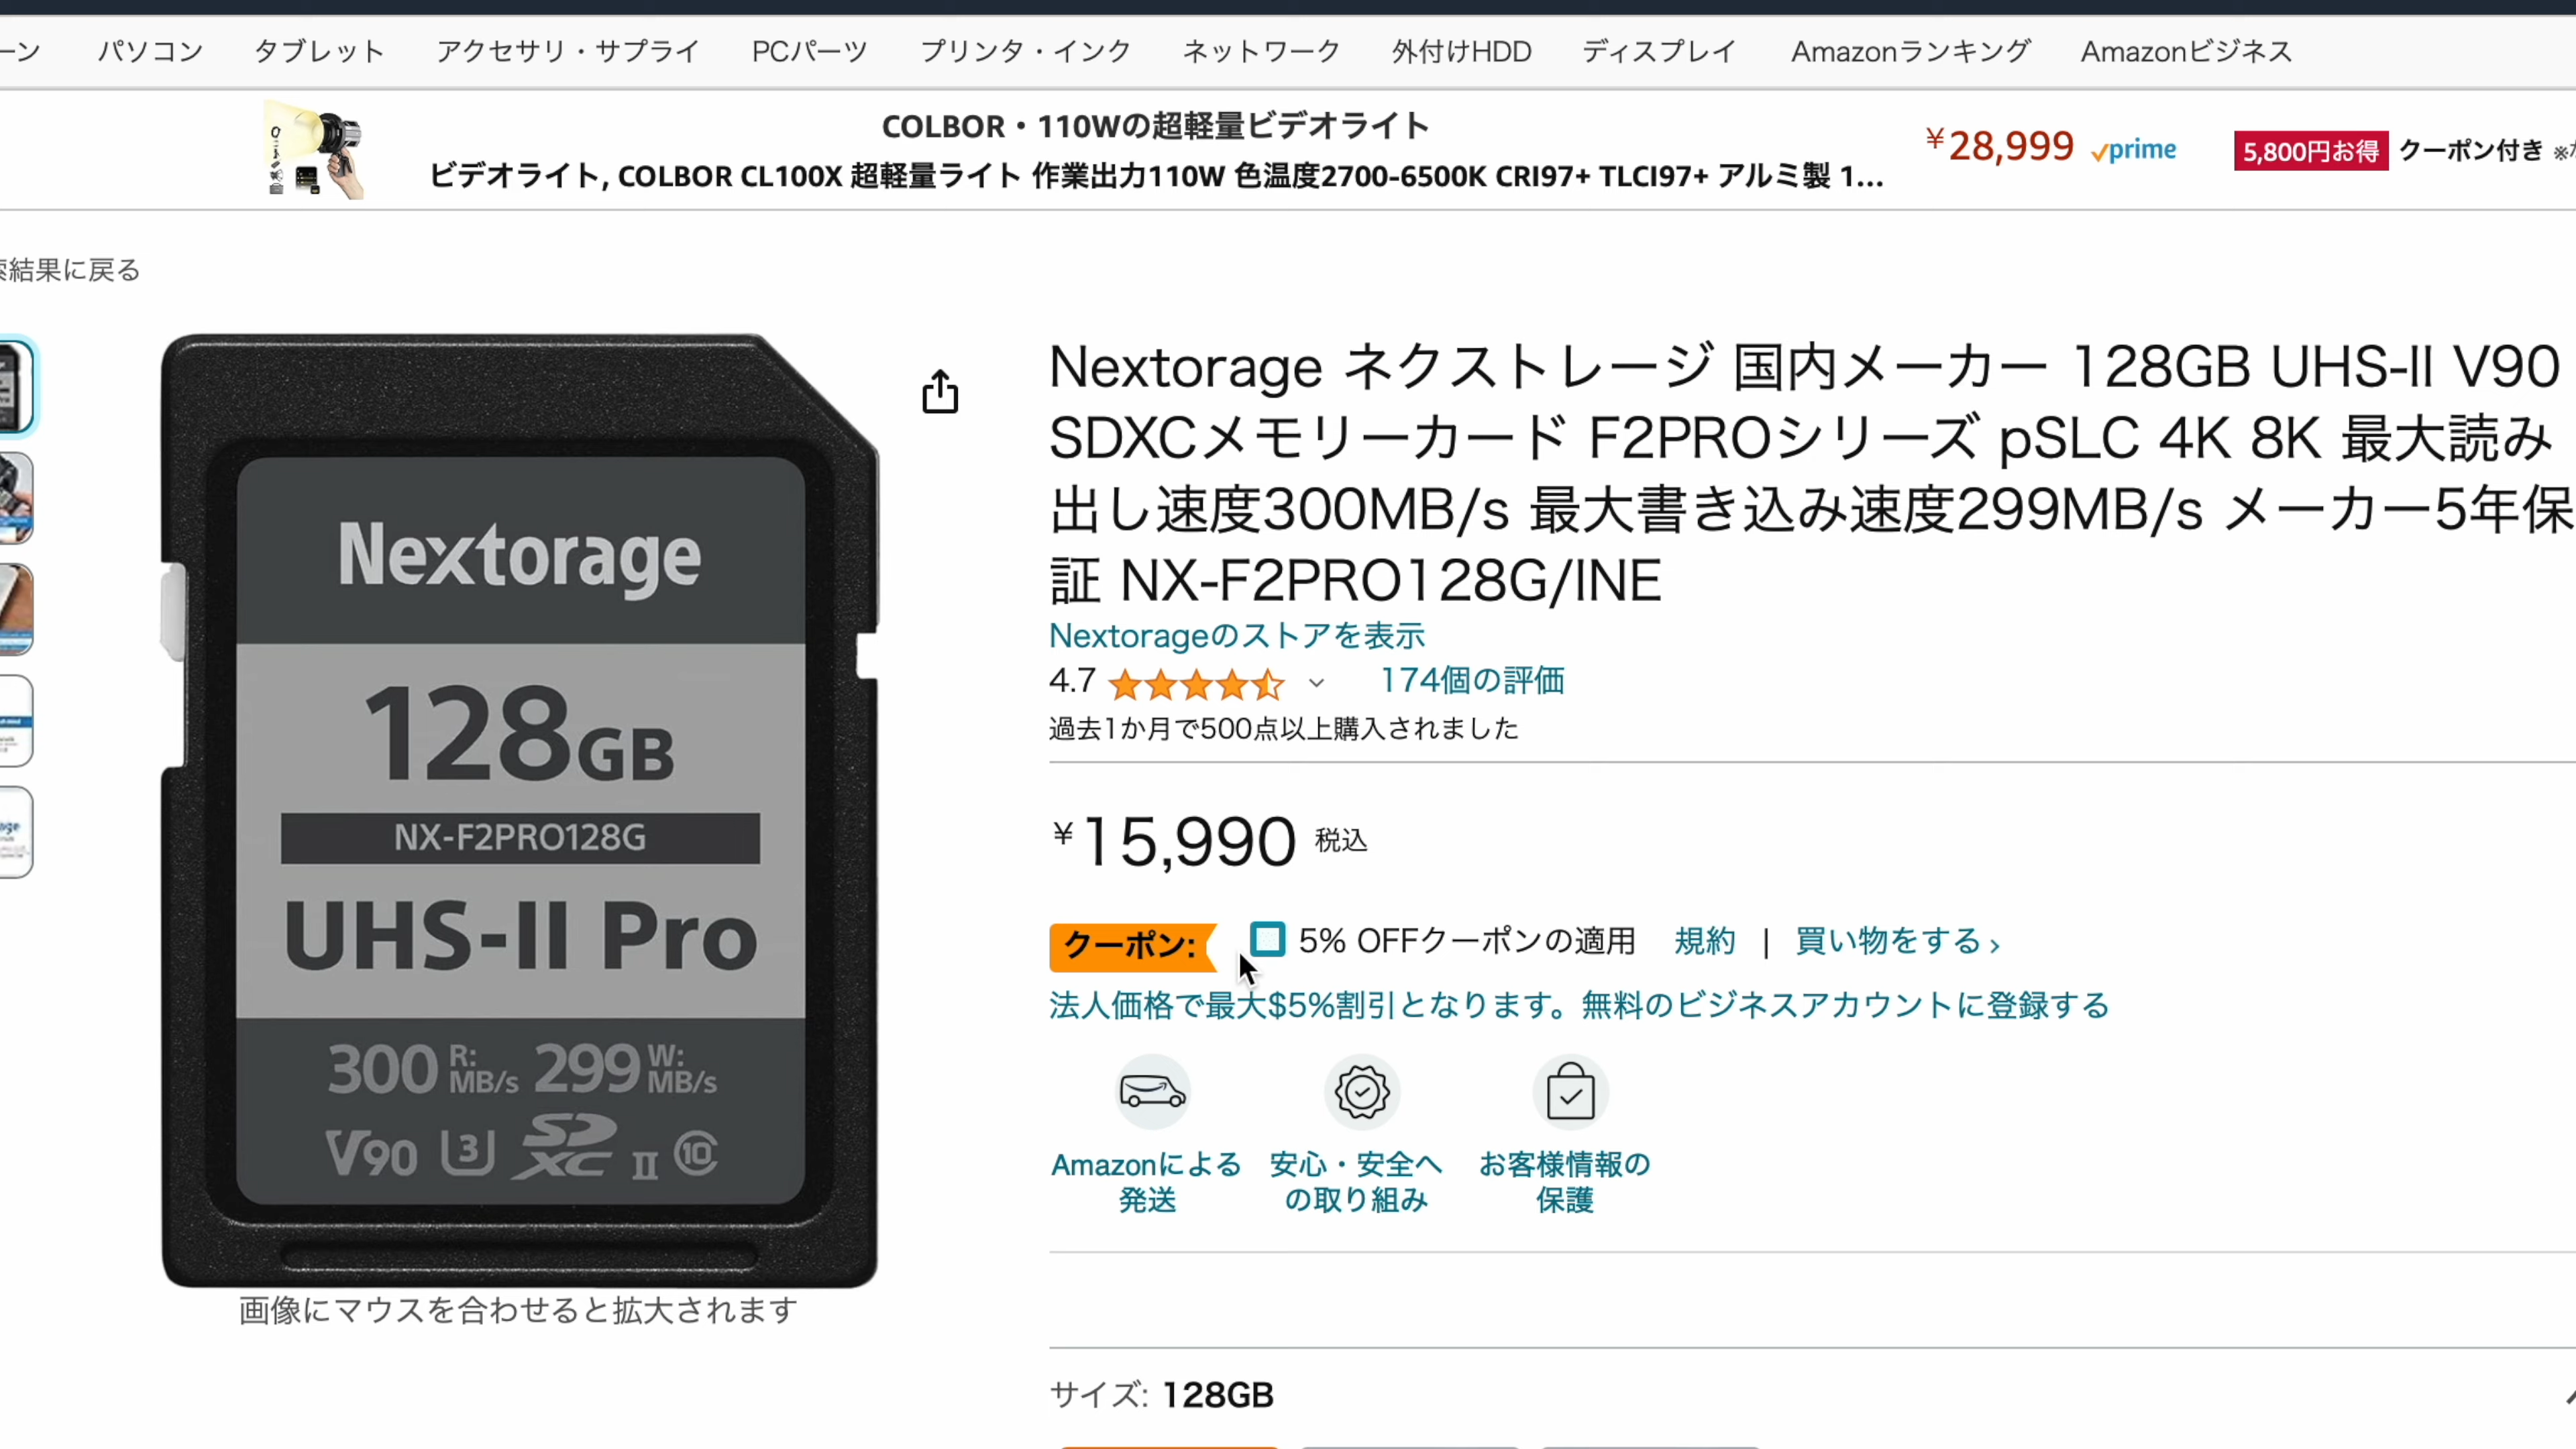 ーン パソコン タブレット アクセサリ・サプライ PCパーツ プリンタ・インク ネットワーク 外付けHDD ディスプレイ Amazonランキング Amazonビジネス
COLBOR・110Wの超軽量ビデオライト
ビデオライト, COLBOR CL100X 超軽量ライト 作業出力110W 色温度2700-6500K CRI97+ TLCI97+ アルミ製 1...
¥28,999 prime 5,800円お得 クーポン付き
結果に戻る
Nextorage ネクストレージ 国内メーカー 128GB UHS-II V90
SDXCメモリーカード F2PROシリーズ pSLC 4K 8K 最大読み
出し速度300MB/s 最大書き込み速度299MB/s メーカー5年保
証 NX-F2PRO128G/INE
Nextorageのストアを表示
4.7 174個の評価
過去1か月で500点以上購入されました
¥15,990 税込
クーポン: 5% OFFクーポンの適用 規約 | 買い物をする ›
法人価格で最大$5%割引となります。無料のビジネスアカウントに登録する
Amazonによる
発送
安心・安全へ
の取り組み
お客様情報の
保護
サイズ: 128GB
Nextorage
128GB
NX-F2PRO128G
UHS-II Pro
300 R: MB/s 299 W: MB/s
V90 3 SDXC II 10
画像にマウスを合わせると拡大されます